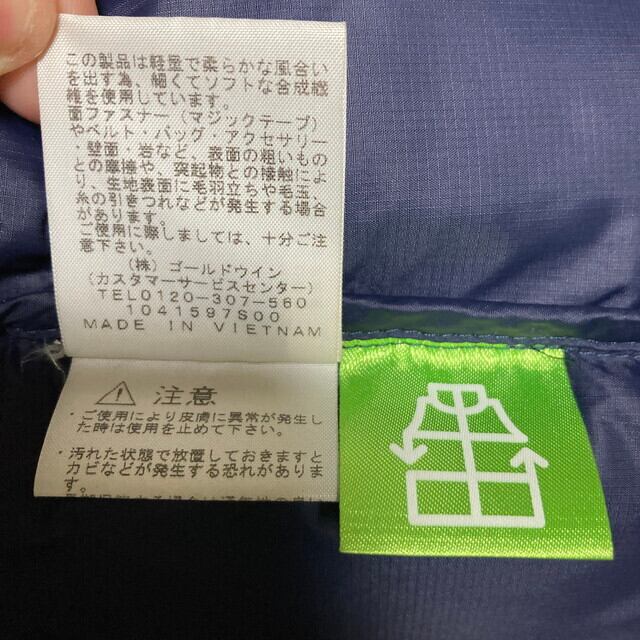 この製品は軽量で柔らかな風合い
を出す為、細くてソフトな合成繊
維を使用しています。
面ファスナー（マジックテープ）
やベルト・バッグ・アクセサリー
・壁面・岩など、表面の粗いもの
との摩擦や、突起物との接触によ
り、生地表面に毛羽立ちや毛玉、
糸の引きつれなどが発生する場合
があります。
ご使用に際しましては、十分ご注
意下さい。
（株）ゴールドウイン
（カスタマーサービスセンター）
TEL0120-307-560
1041597S00
MADE IN VIETNAM
注意
・ご使用により皮膚に異常が発生し
た時は使用を止めて下さい。
・汚れた状態で放置しておきますと
カビなどが発生する恐れがありま
す。